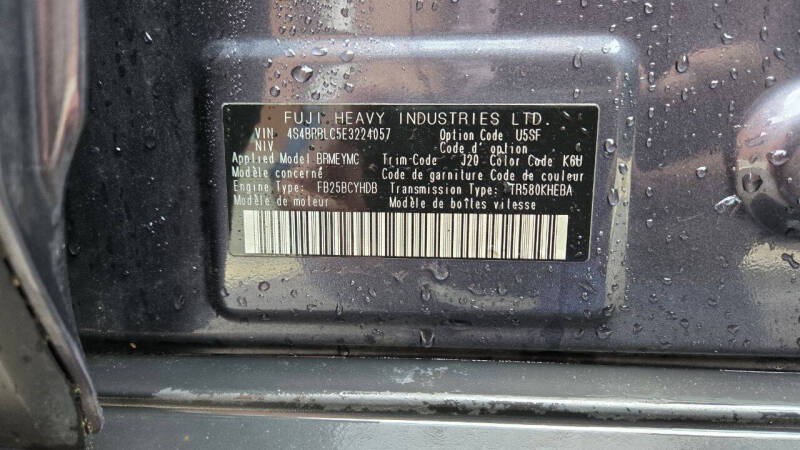 FUJI HEAVY INDUSTRIES LTD.
VIN 4S4BRBLC5E3224057 Option Code U5SF
NIV Code d' option
Applied Model BRMEYMC Trim-Code J20 Color Code K6U
Modèle concerné Code de garniture Code de couleur
Engine Type: FB25BCYHDB Transmission Type: TR580KHEBA
Modèle de moteur Modèle de boîtes vitesse